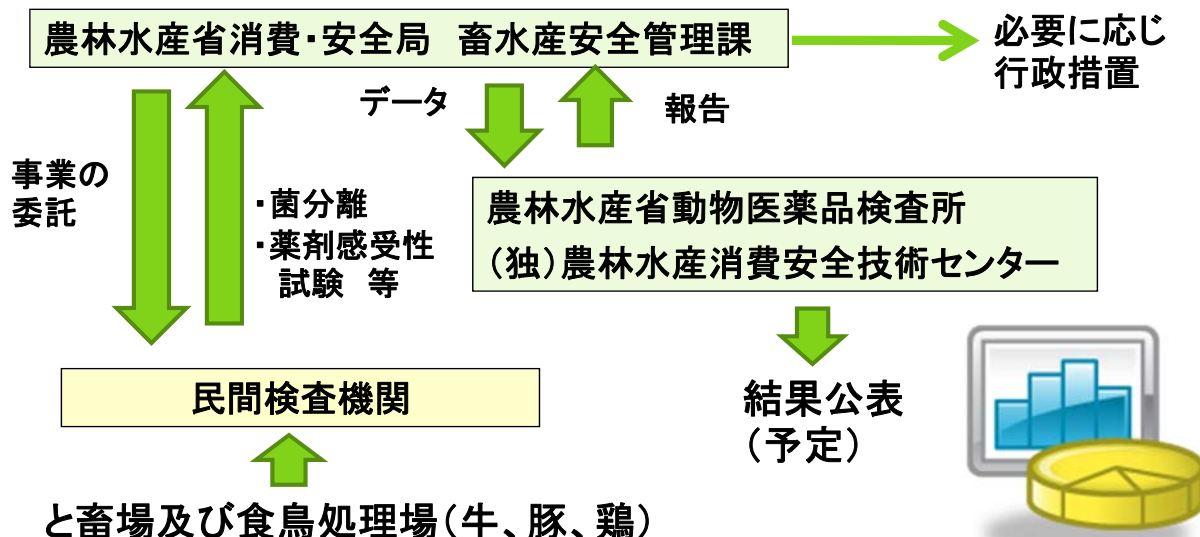 農林水産省消費・安全局　畜水産安全管理課
必要に応じ
行政措置
データ
報告
事業の
委託
・菌分離
・薬剤感受性
試験　等
農林水産省動物医薬品検査所
（独）農林水産消費安全技術センター
民間検査機関
結果公表
（予定）
と畜場及び食鳥処理場（牛、豚、鶏）